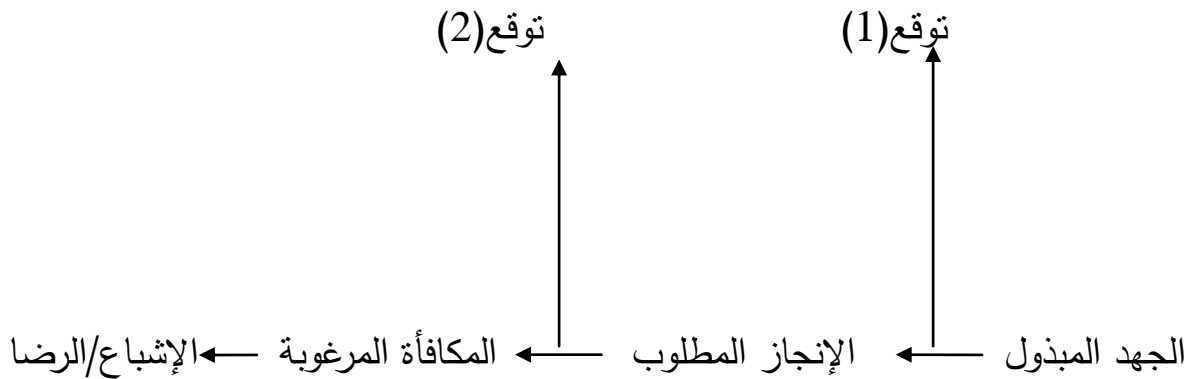 توقع(1) توقع(2)
الجهد المبذول الإنجاز المطلوب المكافأة المرغوبة الإشباع/الرضا